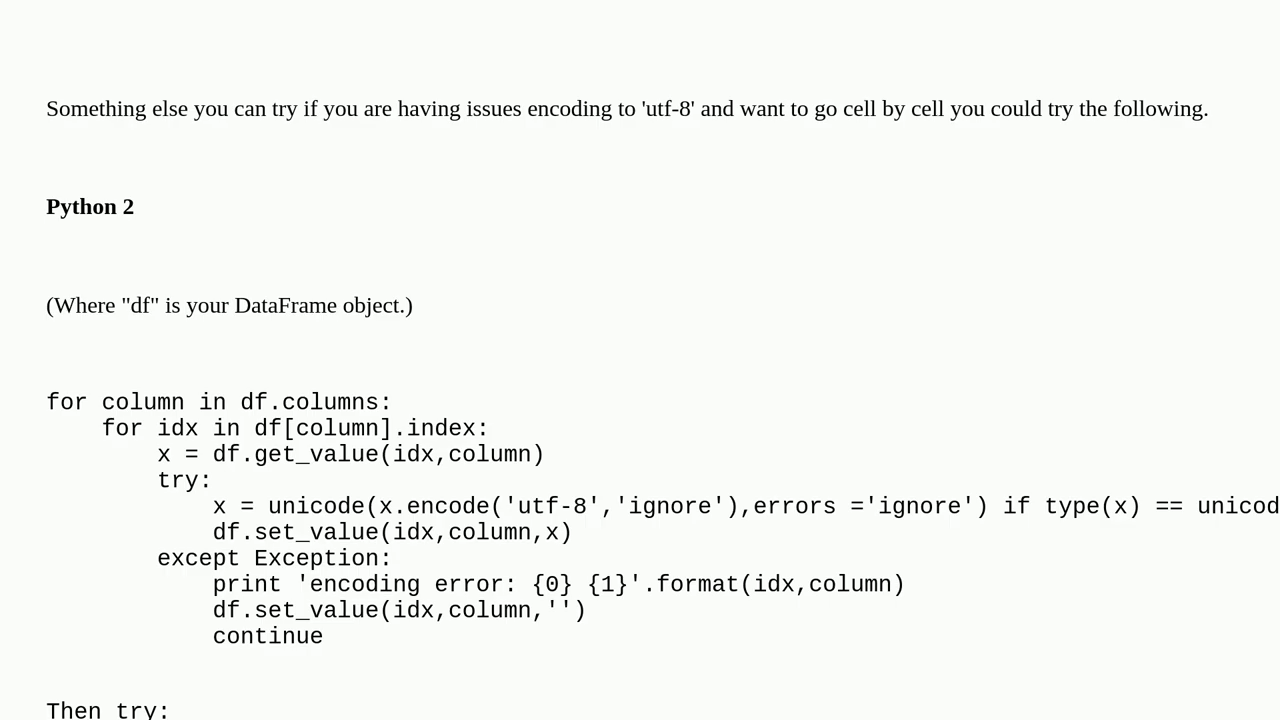 Something else you can try if you are having issues encoding to 'utf-8' and want to go cell by cell you could try the following.
Python 2
(Where "df" is your DataFrame object.)
for column in df.columns:
    for idx in df[column].index:
        x = df.get_value(idx,column)
        try:
            x = unicode(x.encode('utf-8','ignore'),errors ='ignore') if type(x) == unicod
            df.set_value(idx,column,x)
        except Exception:
            print 'encoding error: {0} {1}'.format(idx,column)
            df.set_value(idx,column,'')
            continue
Then try: